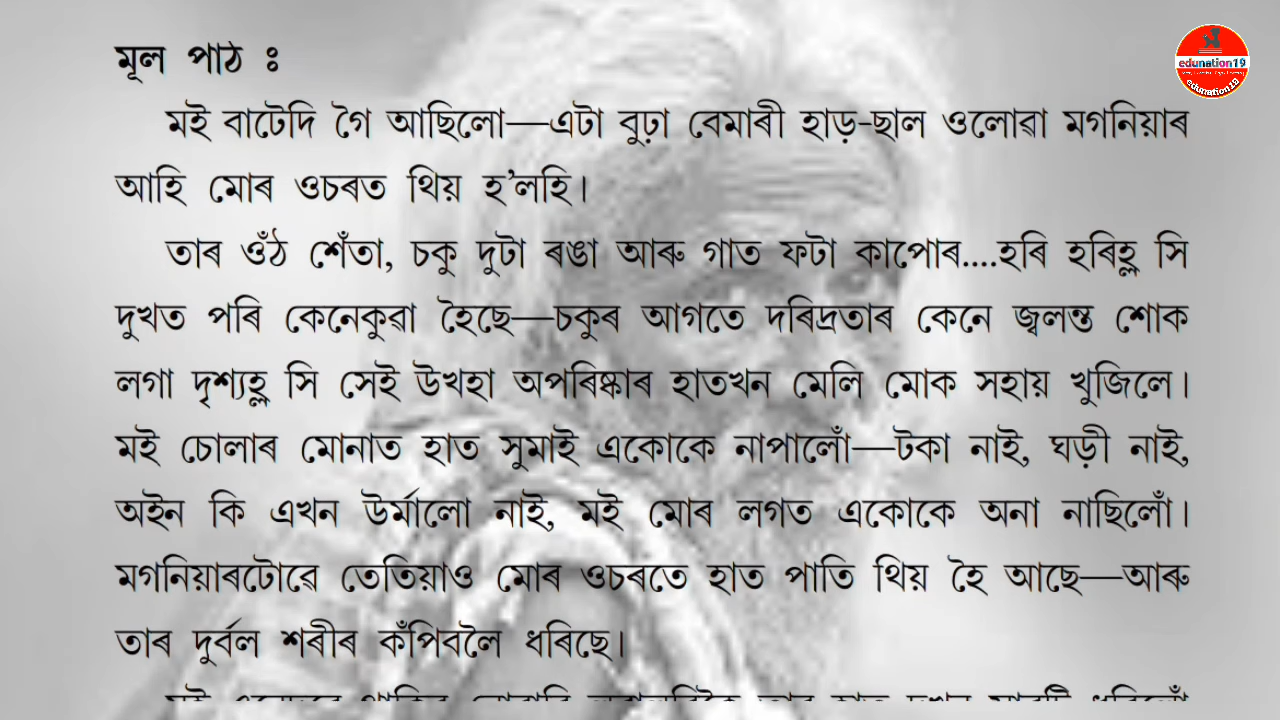 মূল পাঠ ঃ
edunation19
edunation19
মই বাটেদি গৈ আছিলো—এটা বুঢ়া বেমাৰী হাড়-ছাল ওলোৱা মগনিয়াৰ
আহি মোৰ ওচৰত থিয় হ’লহি।
তাৰ ওঁঠ শেঁতা, চকু দুটা ৰঙা আৰু গাত ফটা কাপোৰ....হৰি হৰিহ্ল সি
দুখত পৰি কেনেকুৱা হৈছে—চকুৰ আগতে দৰিদ্ৰতাৰ কেনে জ্বলন্ত শোক
লগা দৃশ্যহ্ল সি সেই উখহা অপৰিষ্কাৰ হাতখন মেলি মোক সহায় খুজিলে।
মই চোলাৰ মোনাত হাত সুমাই একোকে নাপালোঁ—টকা নাই, ঘড়ী নাই,
অইন কি এখন উৰ্মালো নাই, মই মোৰ লগত একোকে অনা নাছিলোঁ।
মগনিয়াৰটোৱে তেতিয়াও মোৰ ওচৰতে হাত পাতি থিয় হৈ আছে—আৰু
তাৰ দুৰ্বল শৰীৰ কঁপিবলৈ ধৰিছে।